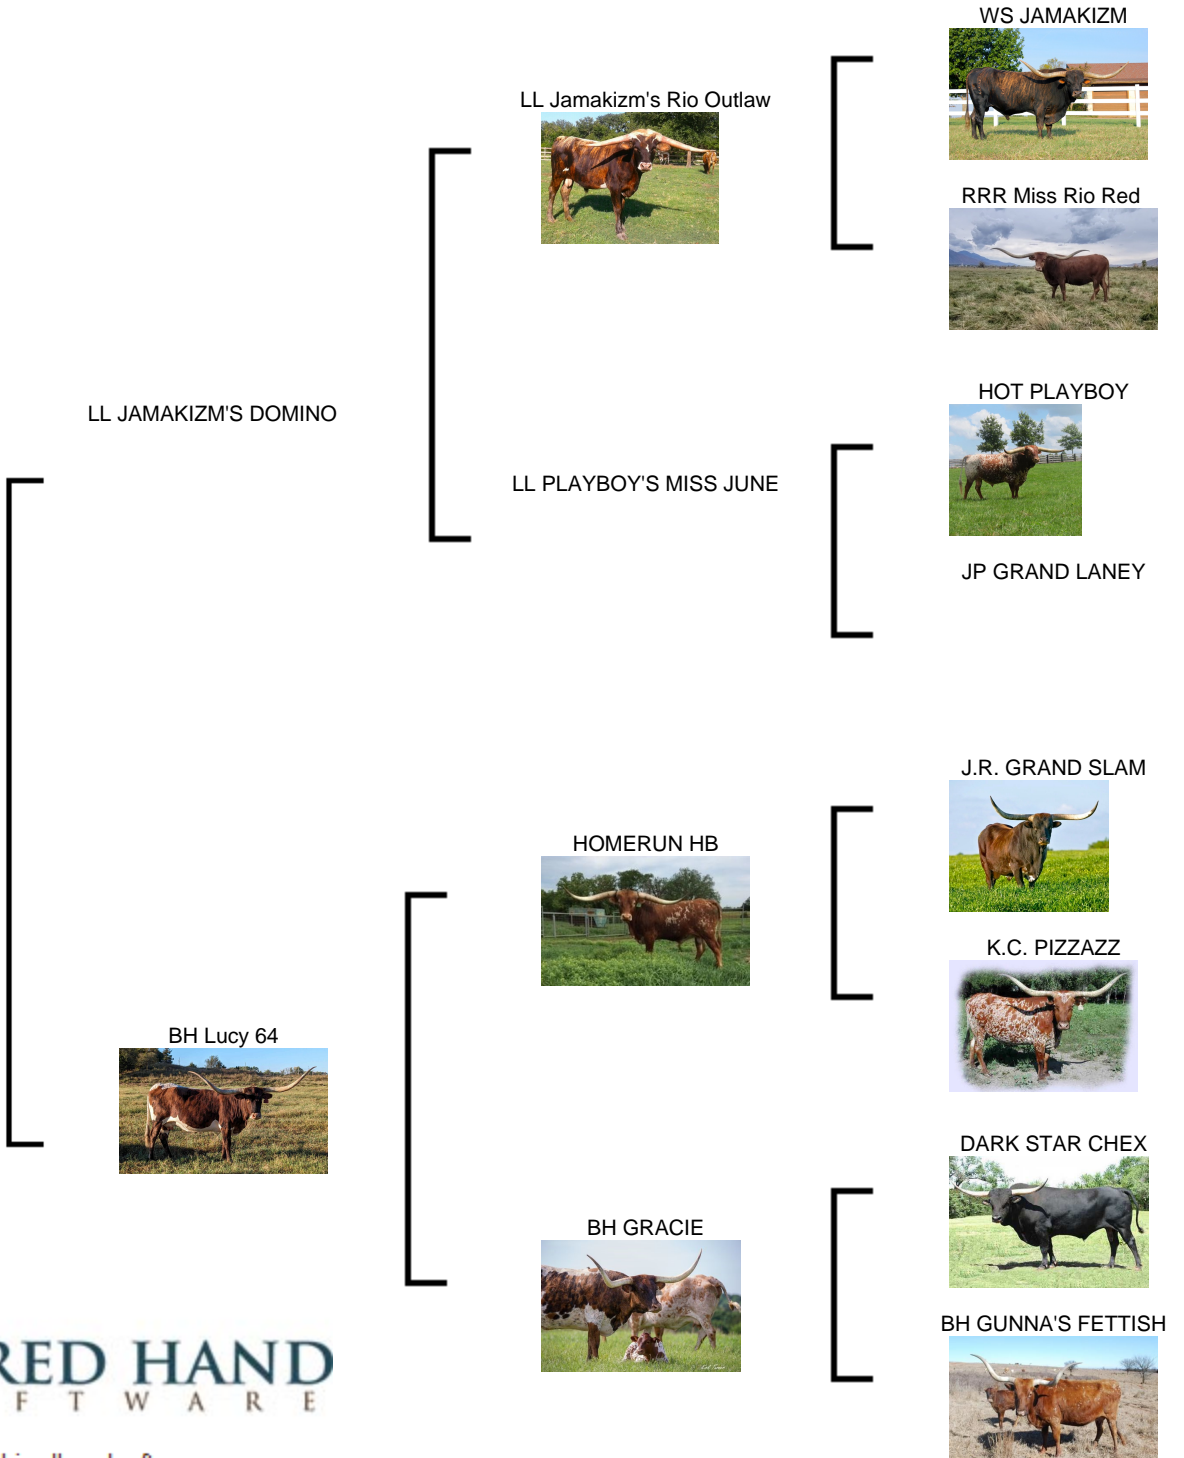 WS JAMAKIZM
LL Jamakizm's Rio Outlaw
RRR Miss Rio Red
HOT PLAYBOY
LL JAMAKIZM'S DOMINO
LL PLAYBOY'S MISS JUNE
JP GRAND LANEY
J.R. GRAND SLAM
HOMERUN HB
K.C. PIZZAZZ
BH Lucy 64
DARK STAR CHEX
BH GRACIE
BH GUNNA'S FETTISH
RED HAND
F T W A R E